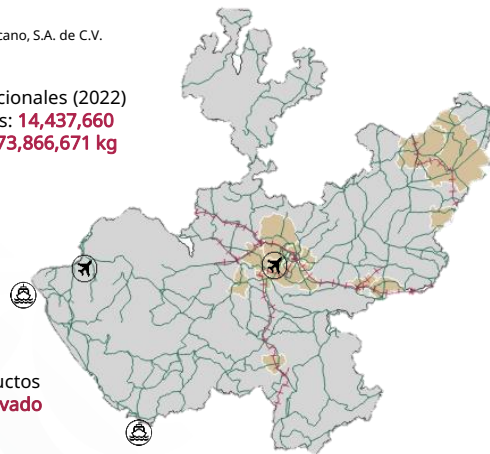 cano, S.A. de C.V.
cionales (2022)
s: 14,437,660
73,866,671 kg
uctos
vado